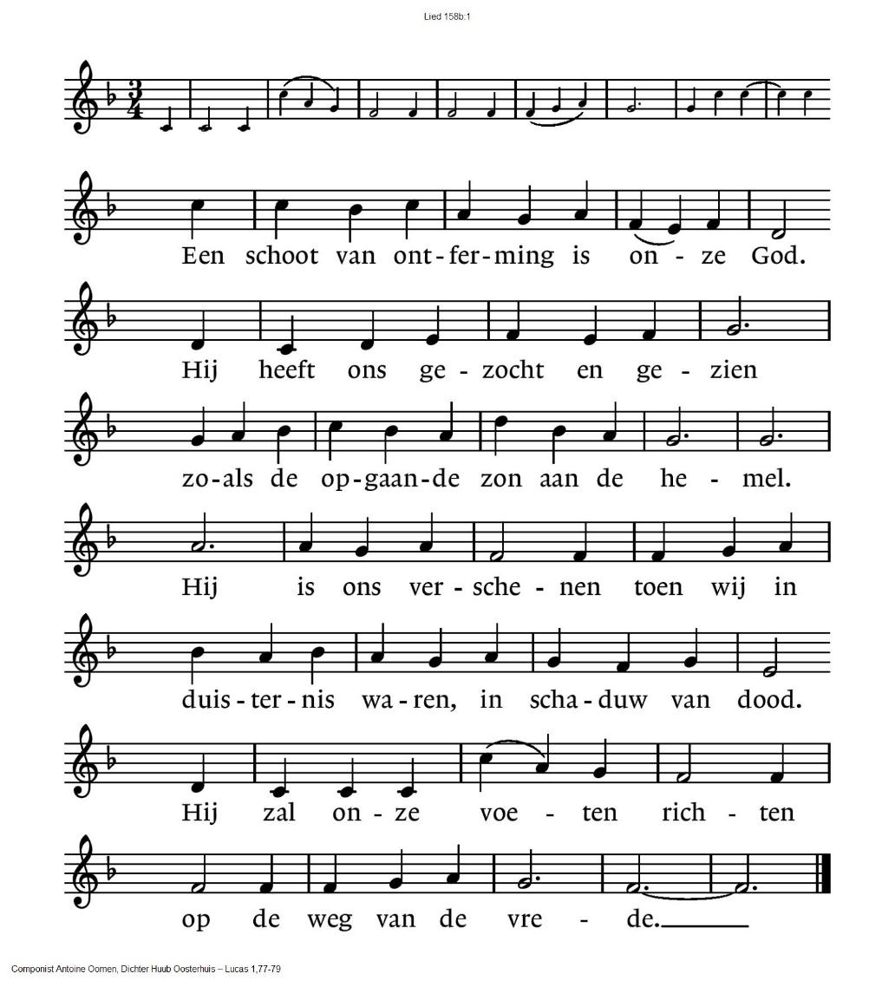 Lied 158b:1
3
4
Een schoot van ont-fer-ming is on - ze God.
Hij heeft ons ge - zocht en ge - zien
zo-als de op-gaan-de zon aan de he - mel.
Hij is ons ver - sche - nen toen wij in
duis - ter - nis wa - ren, in scha - duw van dood.
Hij zal on - ze voe - ten rich - ten
op de weg van de vre - de.
Componist Antoine Oomen, Dichter Huub Oosterhuis – Lucas 1,77-79